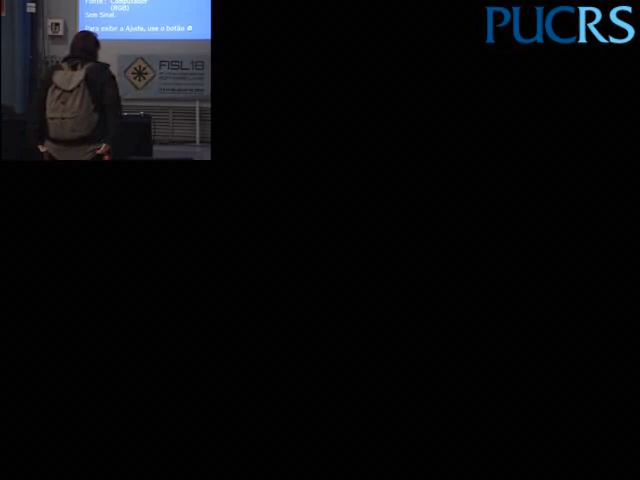 Fonte: Computador
(RGB)
Sem Sinal.
Para exibir a Ajuda, use o botão
FISL18
PUCRS